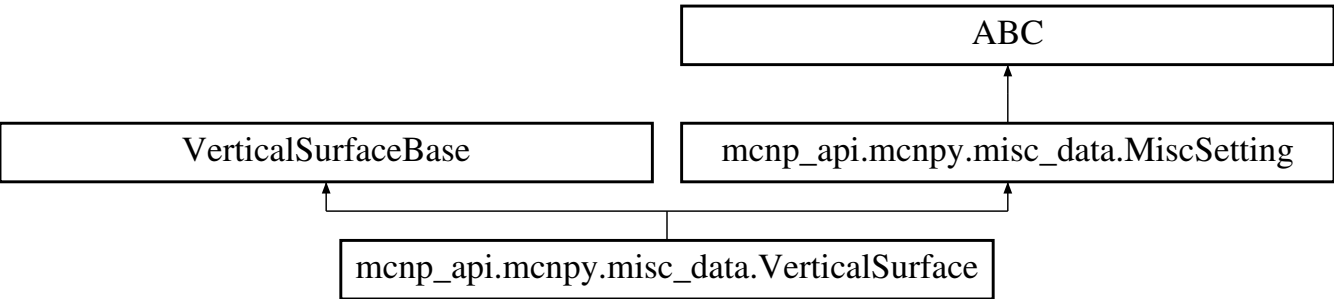 ABC
VerticalSurfaceBase
mcnp_api.mcnpy.misc_data.MiscSetting
mcnp_api.mcnpy.misc_data.VerticalSurface